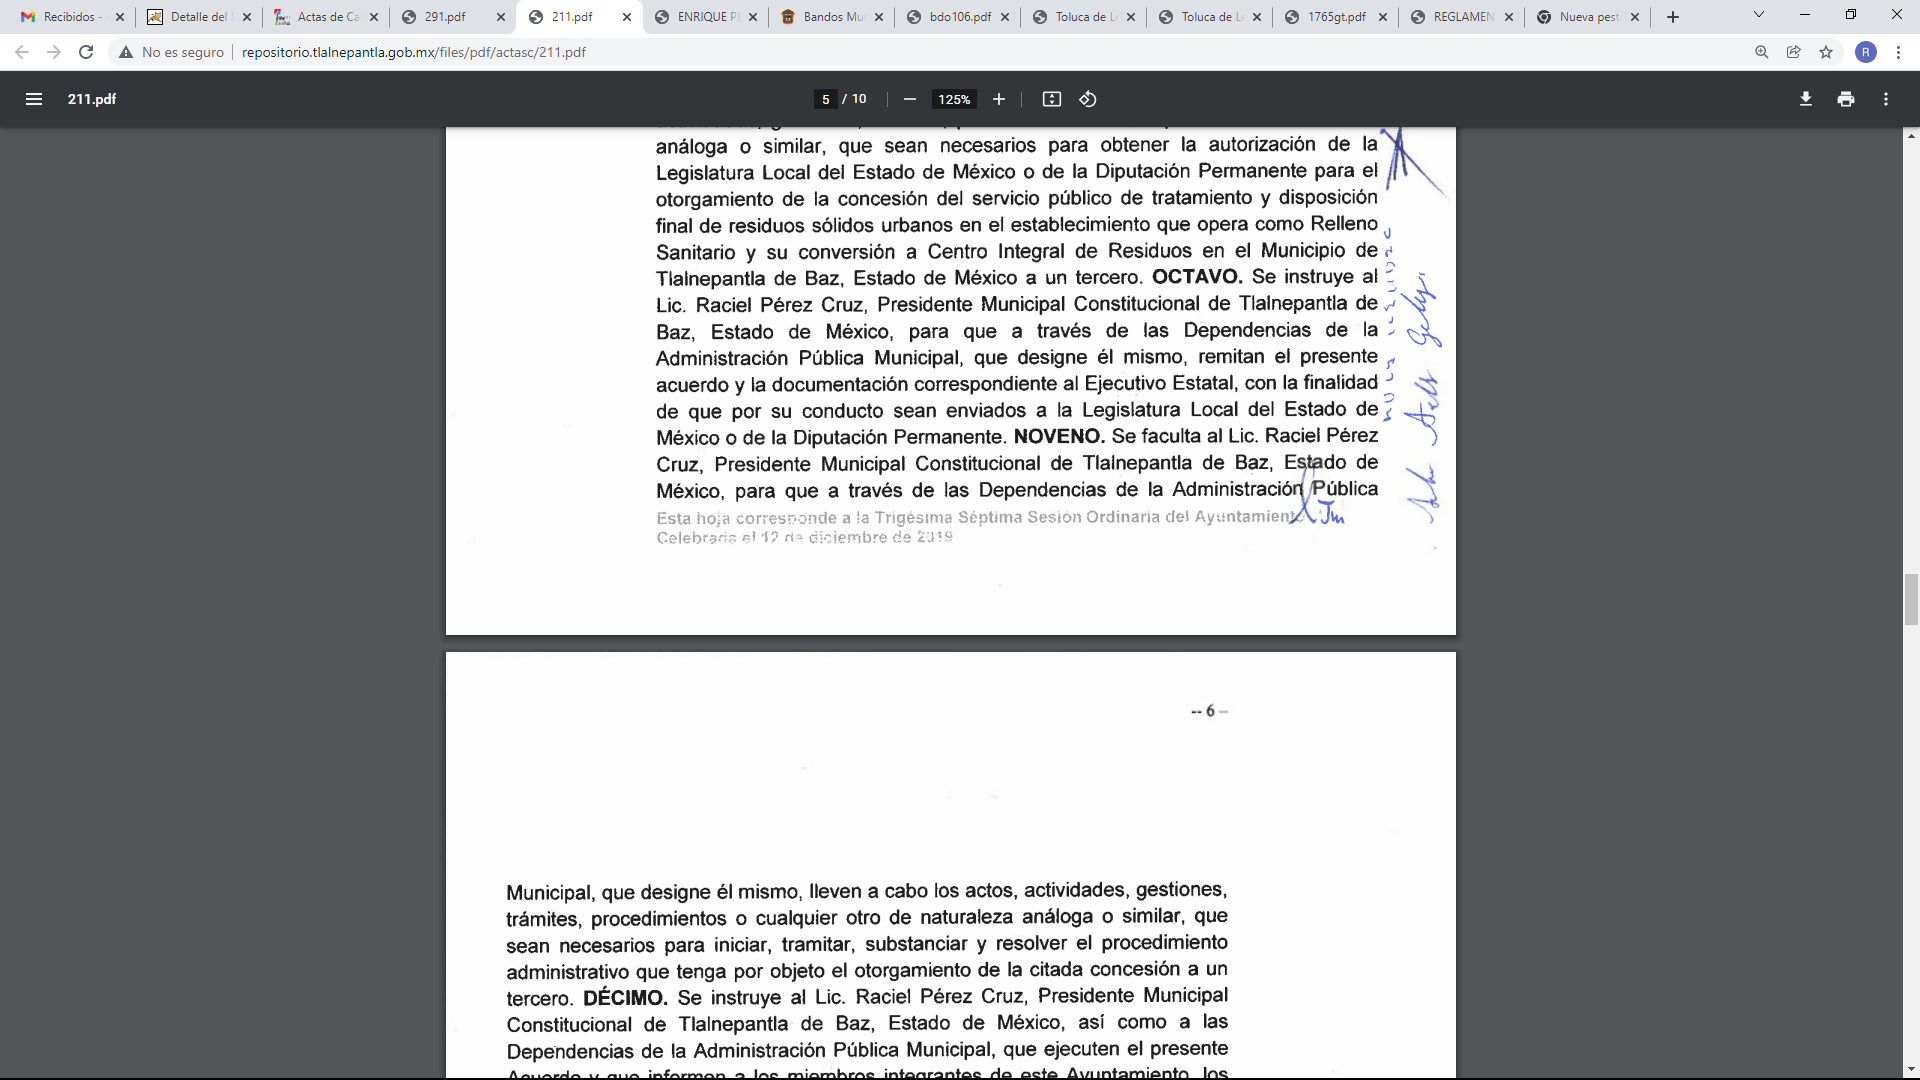 Recibidos -
Detalle del S
Actas de Ca
291.pdf
211.pdf
ENRIQUE P
Bandos Mu
bdo106.pdf
Toluca de L
Toluca de L
1765gt.pdf
REGLAMEN
Nueva pest
No es seguro
repositorio.tlalnepantla.gob.mx/files/pdf/actasc/211.pdf
R
211.pdf
5 / 10
125%
análoga o similar, que sean necesarios para obtener la autorización de la
Legislatura Local del Estado de México o de la Diputación Permanente para el
otorgamiento de la concesión del servicio público de tratamiento y disposición
final de residuos sólidos urbanos en el establecimiento que opera como Relleno
Sanitario y su conversión a Centro Integral de Residuos en el Municipio de
Tlalnepantla de Baz, Estado de México a un tercero. OCTAVO. Se instruye al
Lic. Raciel Pérez Cruz, Presidente Municipal Constitucional de Tlalnepantla de
Baz, Estado de México, para que a través de las Dependencias de la
Administración Pública Municipal, que designe él mismo, remitan el presente
acuerdo y la documentación correspondiente al Ejecutivo Estatal, con la finalidad
de que por su conducto sean enviados a la Legislatura Local del Estado de
México o de la Diputación Permanente. NOVENO. Se faculta al Lic. Raciel Pérez
Cruz, Presidente Municipal Constitucional de Tlalnepantla de Baz, Estado de
México, para que a través de las Dependencias de la Administración Pública
Esta hoja corresponde a la Trigésima Séptima Sesión Ordinaria del Ayuntamiento
Celebrada el 12 de diciembre de 2019
-- 6 --
Municipal, que designe él mismo, lleven a cabo los actos, actividades, gestiones,
trámites, procedimientos o cualquier otro de naturaleza análoga o similar, que
sean necesarios para iniciar, tramitar, substanciar y resolver el procedimiento
administrativo que tenga por objeto el otorgamiento de la citada concesión a un
tercero. DÉCIMO. Se instruye al Lic. Raciel Pérez Cruz, Presidente Municipal
Constitucional de Tlalnepantla de Baz, Estado de México, así como a las
Dependencias de la Administración Pública Municipal, que ejecuten el presente
Acuerdo y que informen a los miembros integrantes de este Ayuntamiento, los